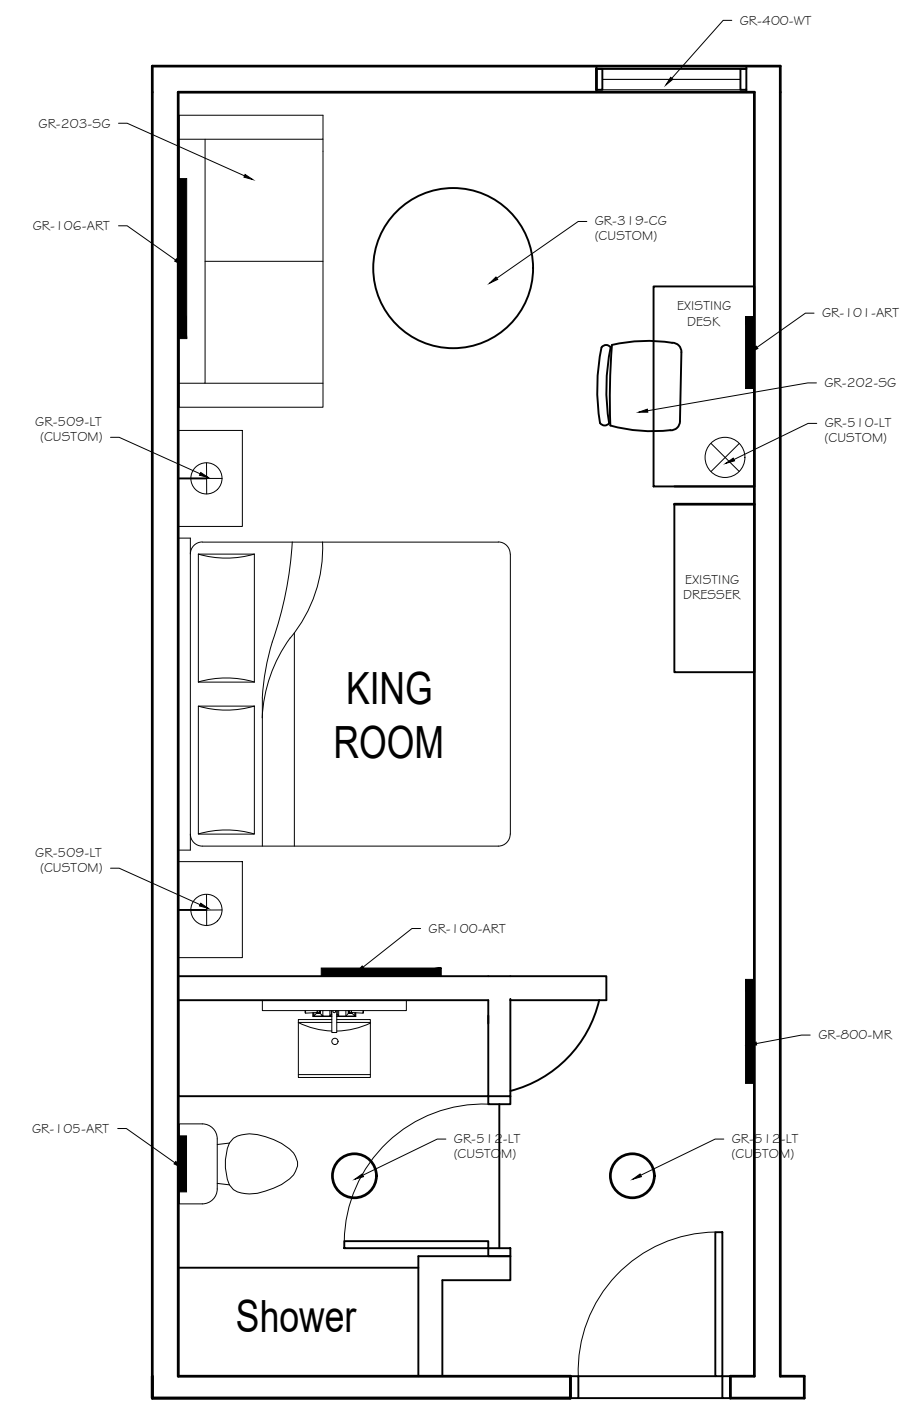 GR-400-WT
GR-203-SG
GR-106-ART
GR-319-CG
(CUSTOM)
EXISTING
DESK
GR-101-ART
GR-202-SG
GR-509-LT
(CUSTOM)
GR-510-LT
(CUSTOM)
EXISTING
DRESSER
KING
ROOM
GR-509-LT
(CUSTOM)
GR-100-ART
GR-800-MR
GR-105-ART
GR-512-LT
(CUSTOM)
GR-512-LT
(CUSTOM)
Shower